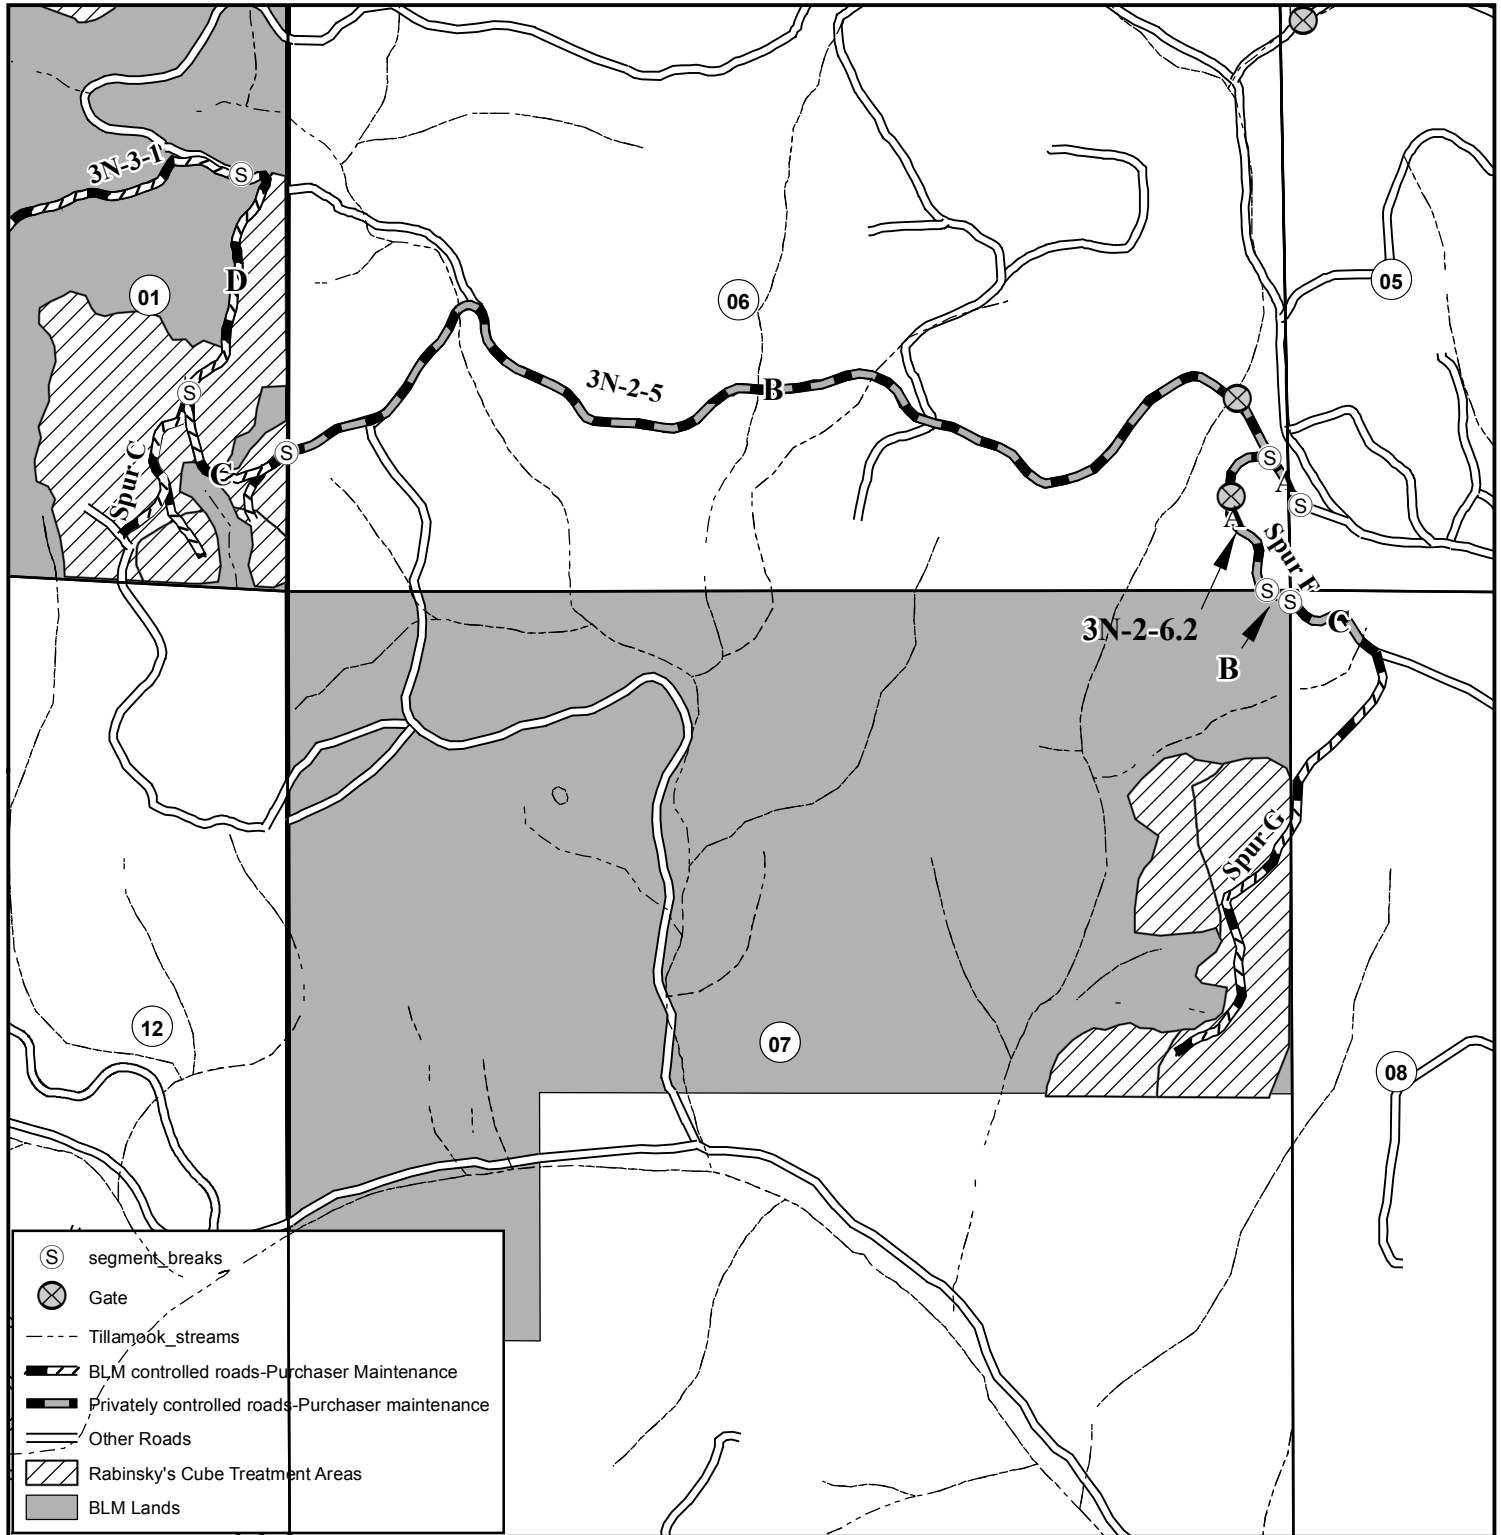 3N-3-1
S
D
01
06
05
S
3N-2-5
B
Spur C
C
S
S
A
S
A
Spur F
S
S
C
3N-2-6.2
B
Spur G
12
07
08
S segment_breaks
Gate
Tillamook_streams
BLM controlled roads-Purchaser Maintenance
Privately controlled roads-Purchaser maintenance
Other Roads
Rabinsky's Cube Treatment Areas
BLM Lands